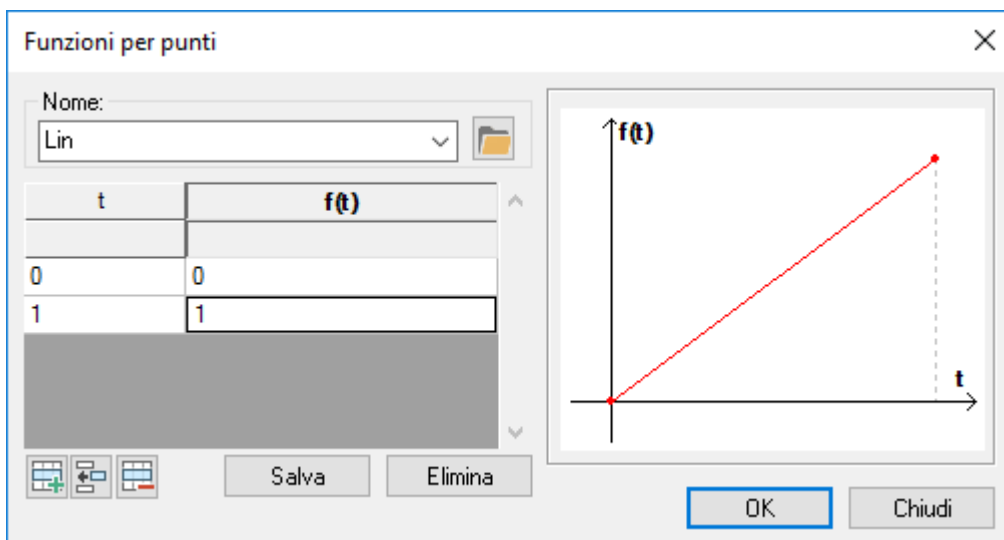 Funzioni per punti
Nome:
Lin
t f(t)
0 0
1 1
Salva Elimina
f(t)
t
OK Chiudi